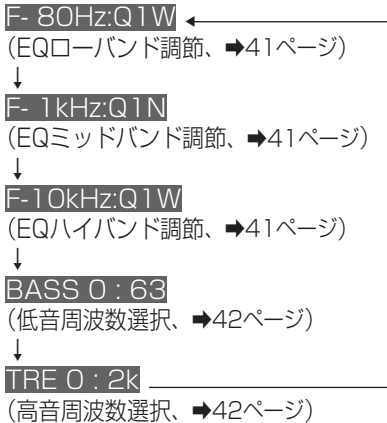 F- 80Hz:Q1W
(EQローバンド調節、➡41ページ)
↓
F- 1kHz:Q1N
(EQミッドバンド調節、➡41ページ)
↓
F-10kHz:Q1W
(EQハイバンド調節、➡41ページ)
↓
BASS 0 : 63
(低音周波数選択、➡42ページ)
↓
TRE 0 : 2k
(高音周波数選択、➡42ページ)